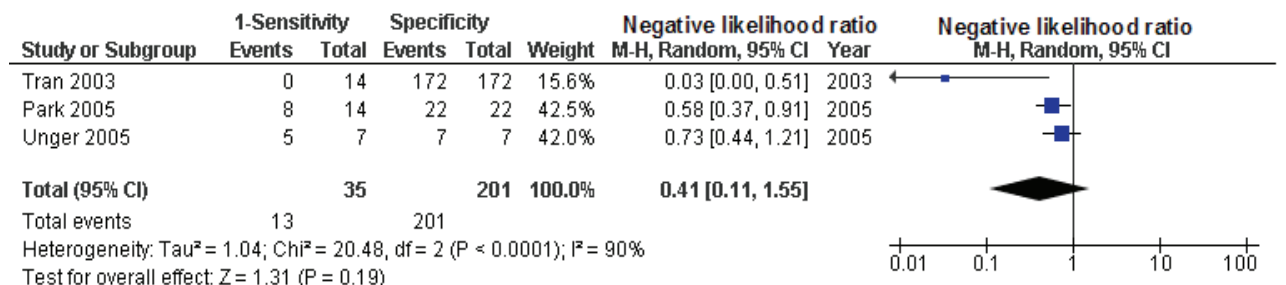 1-Sensitivity Specificity Negative likelihood ratio Negative likelihood ratio
Study or Subgroup Events Total Events Total Weight M-H, Random, 95% CI Year M-H, Random, 95% CI
Tran 2003 0 14 172 172 15.6% 0.03 [0.00, 0.51] 2003
Park 2005 8 14 22 22 42.5% 0.58 [0.37, 0.91] 2005
Unger 2005 5 7 7 7 42.0% 0.73 [0.44, 1.21] 2005
Total (95% CI) 35 201 100.0% 0.41 [0.11, 1.55]
Total events 13 201
Heterogeneity: Tau² = 1.04; Chi² = 20.48, df = 2 (P < 0.0001); I² = 90%
Test for overall effect: Z = 1.31 (P = 0.19)
0.01 0.1 1 10 100